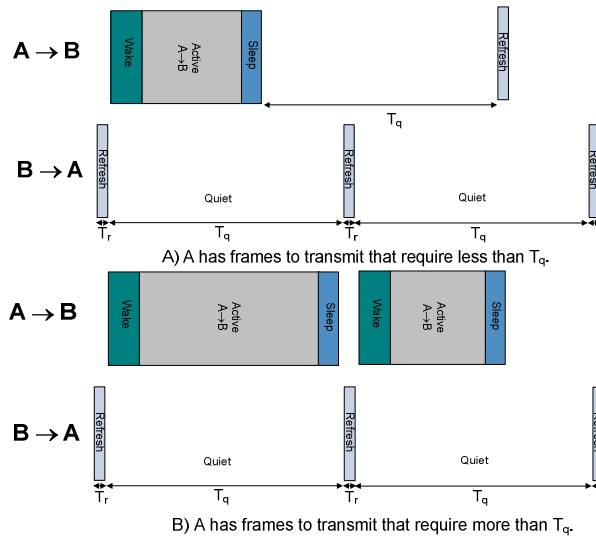 A → B
Wake
Active
A→B
Sleep
Refresh
Tq
B → A
Refresh
Quiet
Refresh
Quiet
Refresh
Tr
Tq
Tr
Tq
A) A has frames to transmit that require less than Tq.
A → B
Wake
Active
A→B
Sleep
Wake
Active
A→B
Sleep
B → A
Refresh
Quiet
Refresh
Quiet
Refresh
Tr
Tq
Tr
Tq
B) A has frames to transmit that require more than Tq.